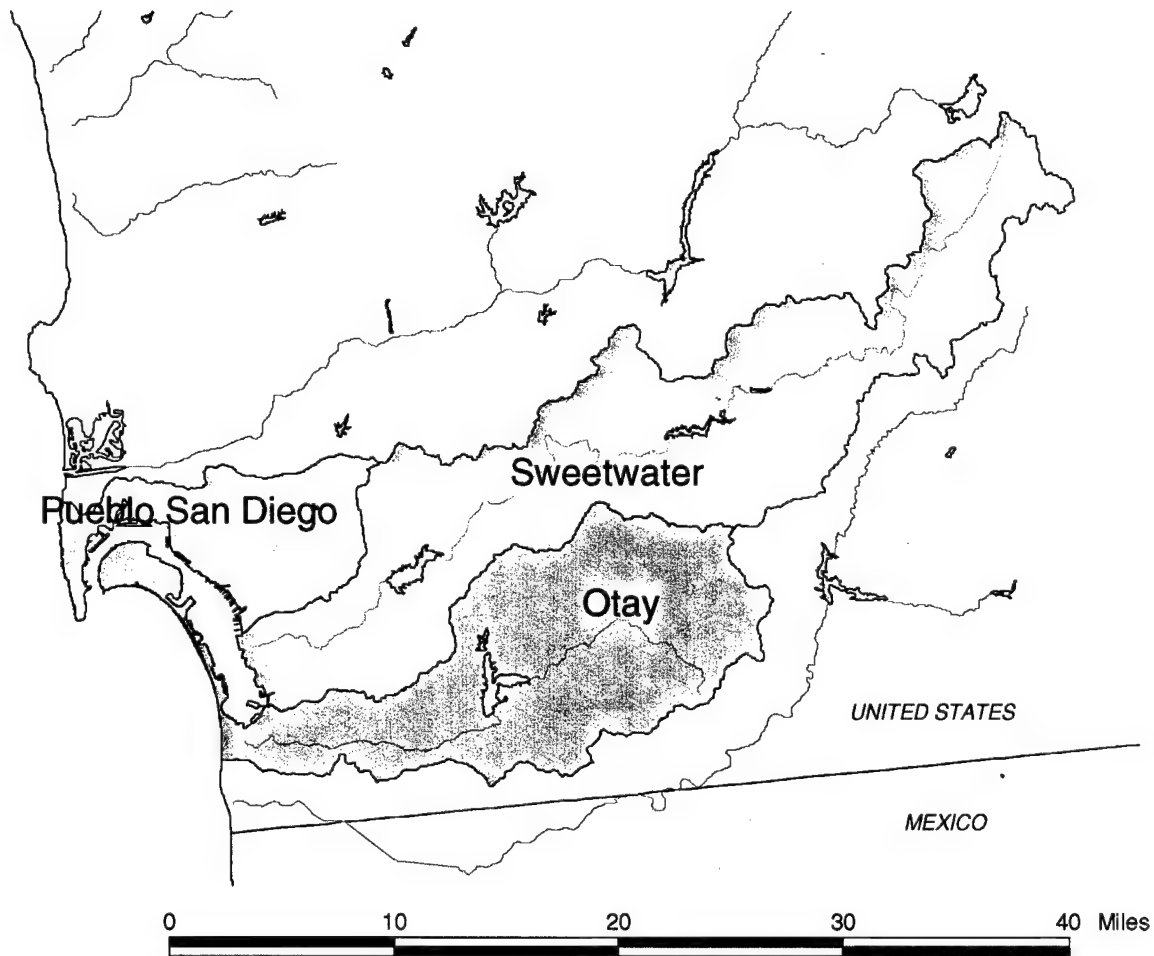 Sweetwater
Pueblo San Diego
Otay
UNITED STATES
MEXICO
0 10 20 30 40 Miles